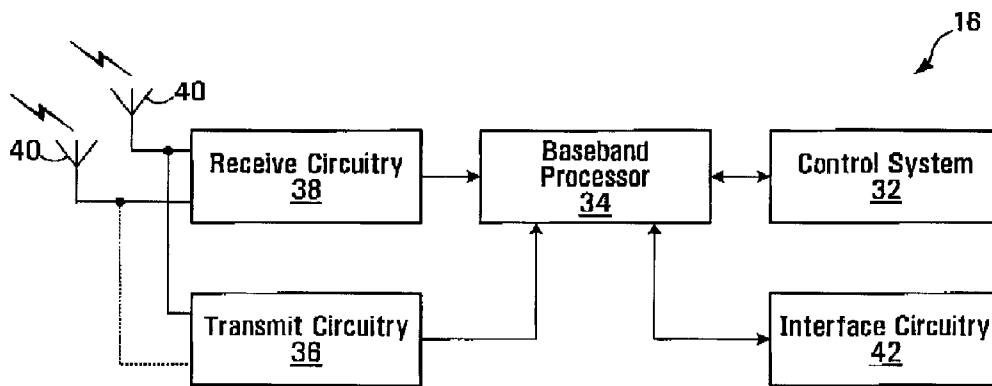 16
40
40
Receive Circuitry
38
Baseband
Processor
34
Control System
32
Transmit Circuitry
36
Interface Circuitry
42